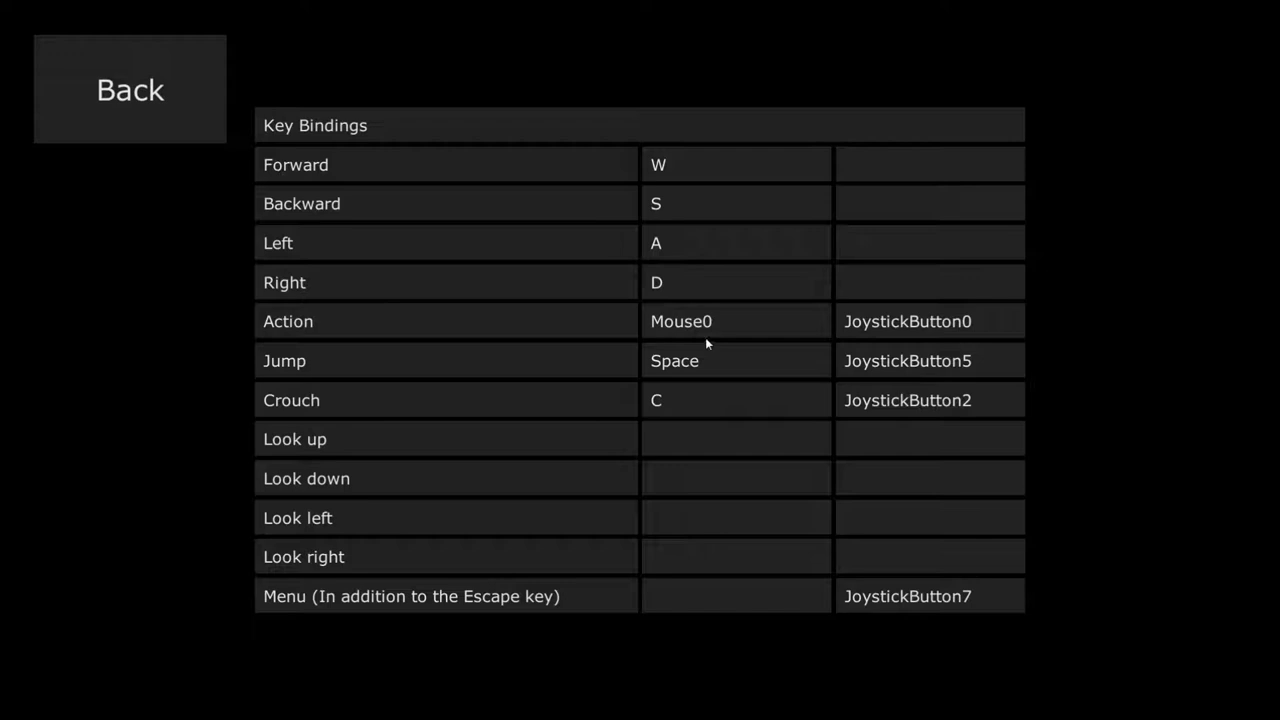 Back
Key Bindings
Forward W
Backward S
Left A
Right D
Action Mouse0 JoystickButton0
Jump Space JoystickButton5
Crouch C JoystickButton2
Look up
Look down
Look left
Look right
Menu (In addition to the Escape key) JoystickButton7